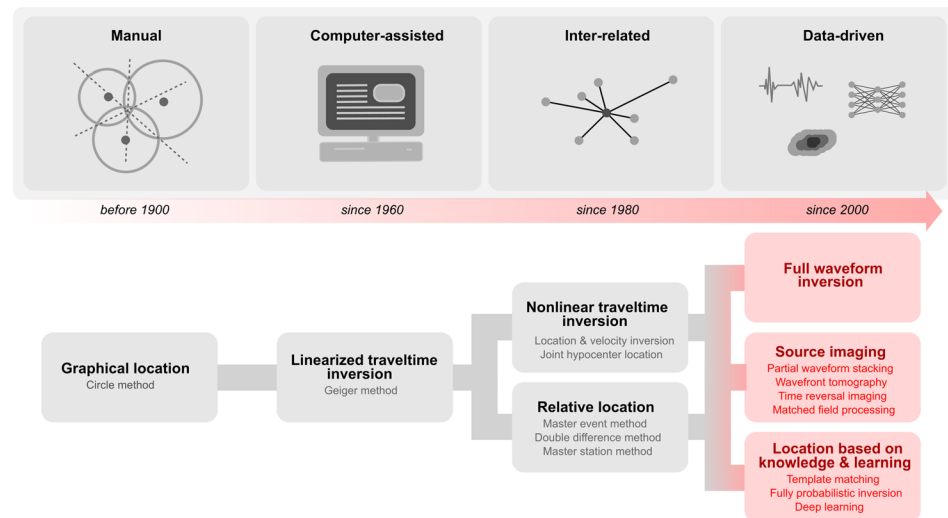 Manual
Computer-assisted
Inter-related
Data-driven
before 1900
since 1960
since 1980
since 2000
Graphical location
Circle method
Linearized traveltime
inversion
Geiger method
Nonlinear traveltime
inversion
Location & velocity inversion
Joint hypocenter location
Relative location
Master event method
Double difference method
Master station method
Full waveform
inversion
Source imaging
Partial waveform stacking
Wavefront tomography
Time reversal imaging
Matched field processing
Location based on
knowledge & learning
Template matching
Fully probabilistic inversion
Deep learning